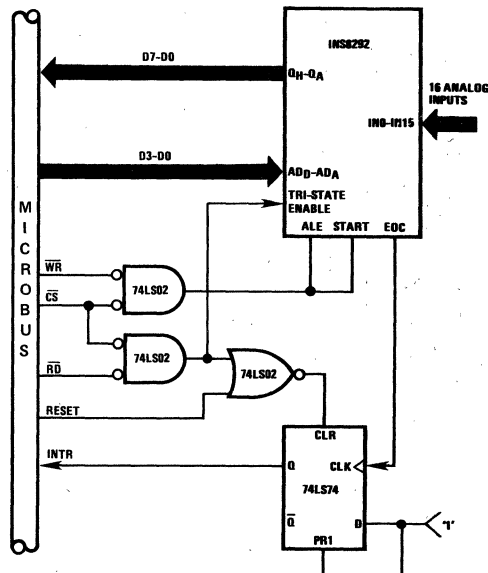 INS8292
D7-D0
QH-QA
16 ANALOG
INPUTS
IN0-IN15
D3-D0
ADD-ADA
TRI-STATE
ENABLE
ALE START EOC
MICROBUS
WR
74LS02
CS
74LS02
74LS02
RD
RESET
CLR
INTR
Q
CLK
74LS74
Q
D
"1"
PR1